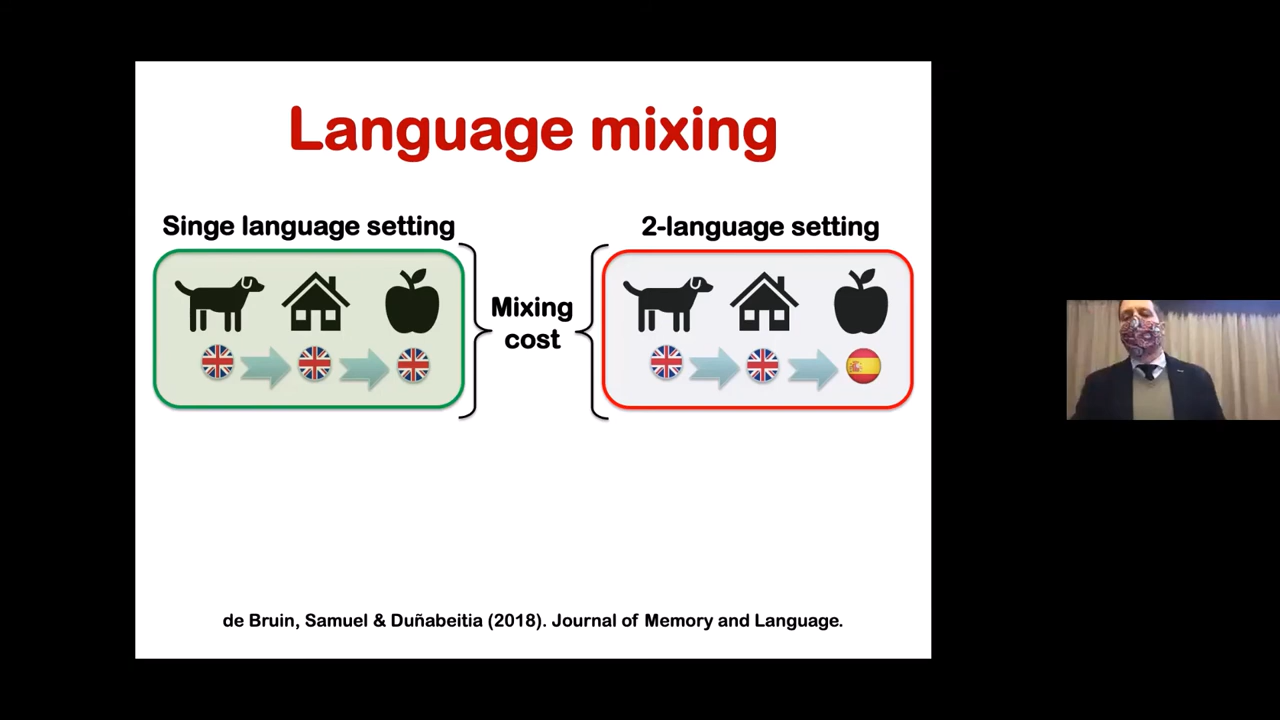 Language mixing
Singe language setting
2-language setting
Mixing
cost
de Bruin, Samuel & Duñabeitia (2018). Journal of Memory and Language.